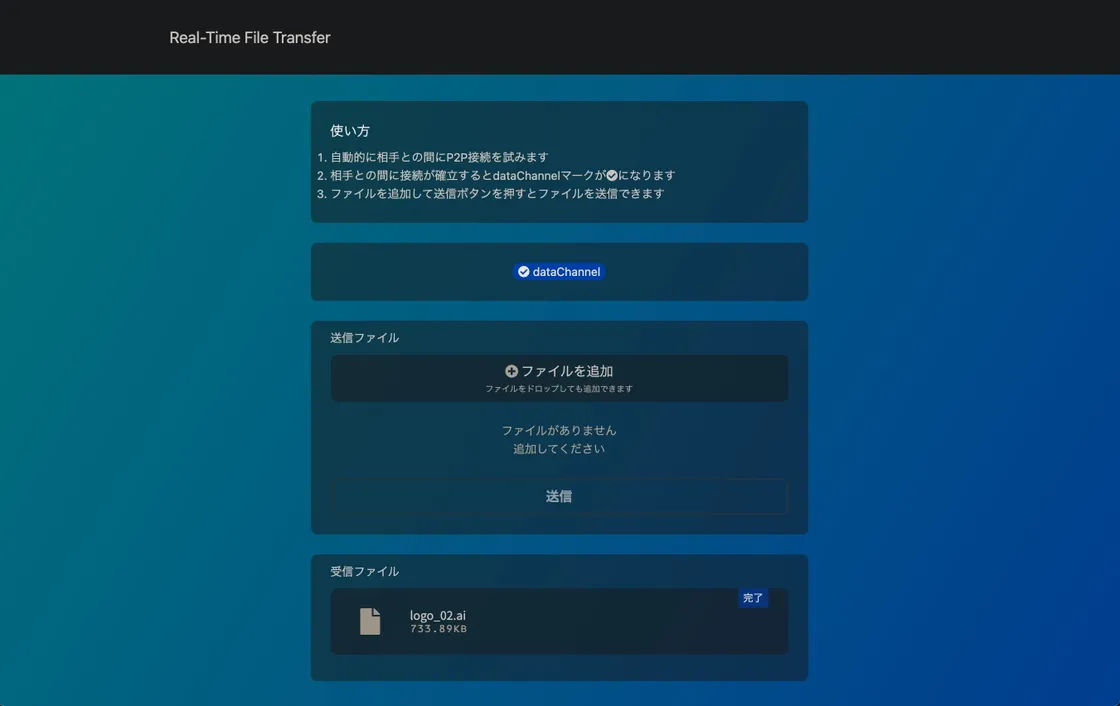 Real-Time File Transfer
使い方
1. 自動的に相手との間にP2P接続を試みます
2. 相手との間に接続が確立するとdataChannelマークが✓になります
3. ファイルを追加して送信ボタンを押すとファイルを送信できます
dataChannel
送信ファイル
ファイルを追加
ファイルをドロップしても追加できます
ファイルがありません
追加してください
送信
受信ファイル
完了
logo_02.ai
733.89KB